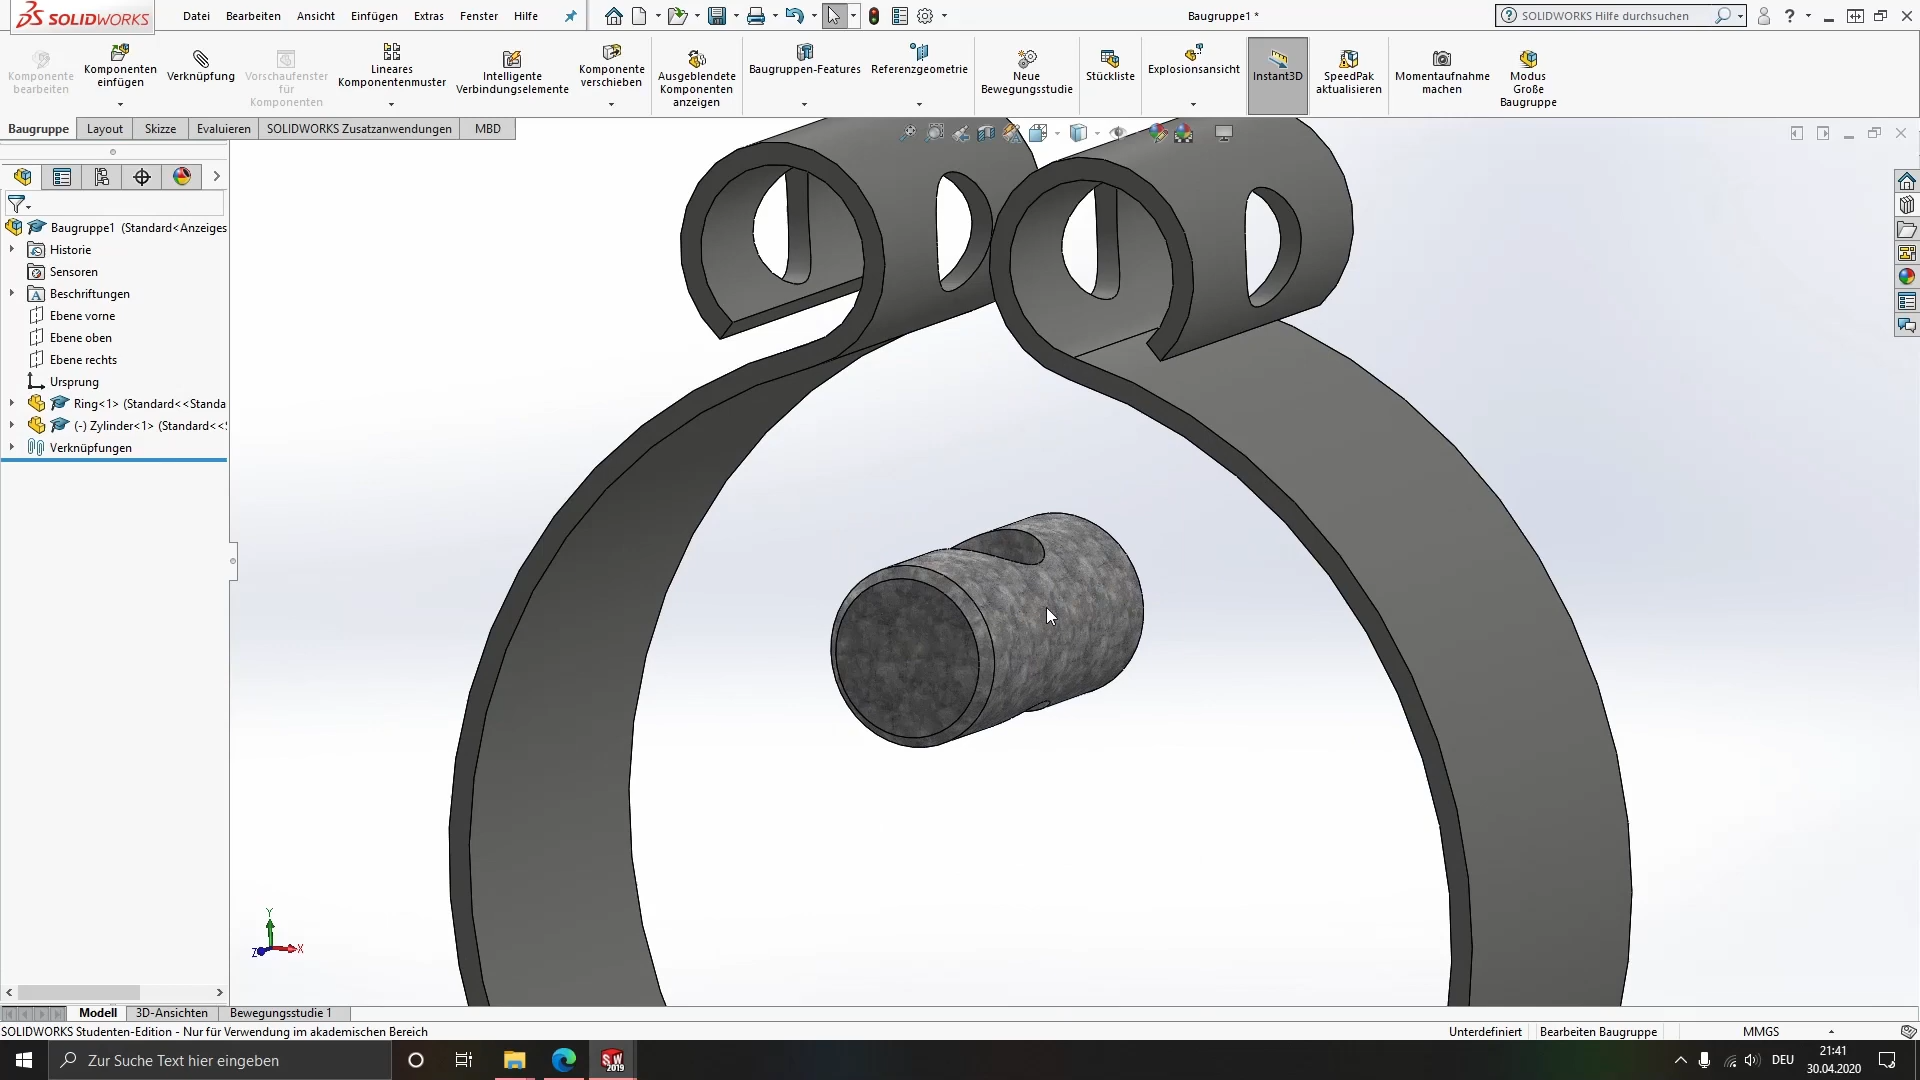 SOLIDWORKS
Datei
Bearbeiten
Ansicht
Einfügen
Extras
Fenster
Hilfe
Baugruppe1 *
SOLIDWORKS Hilfe durchsuchen
Komponente
bearbeiten
Komponenten
einfügen
Verknüpfung
Vorschaufenster
für
Komponenten
Lineares
Komponentenmuster
Intelligente
Verbindungselemente
Komponente
verschieben
Ausgeblendete
Komponenten
anzeigen
Baugruppen-Features
Referenzgeometrie
Neue
Bewegungsstudie
Stückliste
Explosionsansicht
Instant3D
SpeedPak
aktualisieren
Momentaufnahme
machen
Modus
Große
Baugruppe
Baugruppe
Layout
Skizze
Evaluieren
SOLIDWORKS Zusatzanwendungen
MBD
Baugruppe1 (Standard<Anzeiges
Historie
Sensoren
Beschriftungen
Ebene vorne
Ebene oben
Ebene rechts
Ursprung
Ring<1> (Standard<<Standa
(-) Zylinder<1> (Standard<<
Verknüpfungen
Y
Z
X
Modell
3D-Ansichten
Bewegungsstudie 1
SOLIDWORKS Studenten-Edition - Nur für Verwendung im akademischen Bereich
Unterdefiniert
Bearbeiten Baugruppe
MMGS
Zur Suche Text hier eingeben
SW
2019
DEU
21:41
30.04.2020